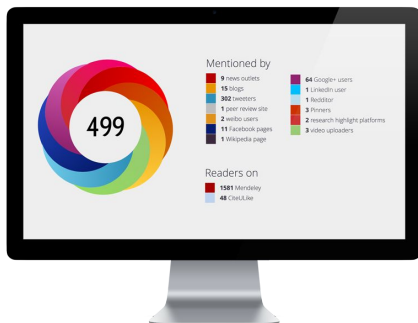 499
Mentioned by
9 news outlets
15 blogs
302 tweeters
1 peer review site
2 weibo users
11 Facebook pages
1 Wikipedia page
64 Google+ users
1 LinkedIn user
1 Redditor
3 Pinners
2 research highlight platforms
3 video uploaders
Readers on
1581 Mendeley
48 CiteULike